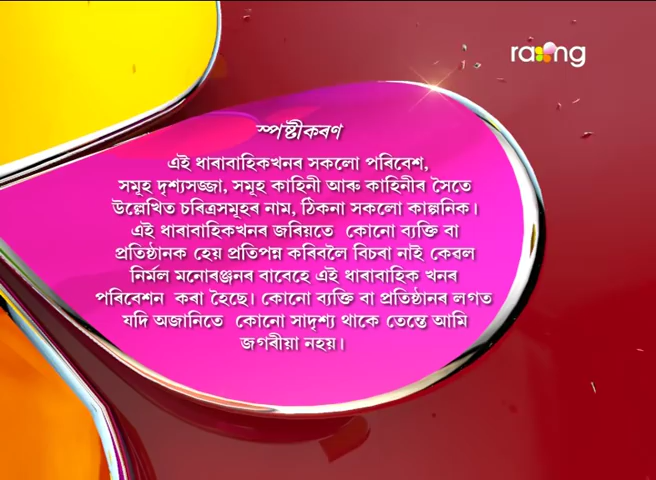 rang
স্পষ্টীকৰণ
এই ধাৰাবাহিকখনৰ সকলো পৰিবেশ,
সমূহ দৃশ্যসজ্জা, সমূহ কাহিনী আৰু কাহিনীৰ সৈতে
উল্লেখিত চৰিত্ৰসমূহৰ নাম, ঠিকনা সকলো কাল্পনিক।
এই ধাৰাবাহিকখনৰ জৰিয়তে কোনো ব্যক্তি বা
প্ৰতিষ্ঠানক হেয় প্ৰতিপন্ন কৰিবলৈ বিচৰা নাই কেৱল
নিৰ্মল মনোৰঞ্জনৰ বাবেহে এই ধাৰাবাহিক খনৰ
পৰিবেশন কৰা হৈছে। কোনো ব্যক্তি বা প্ৰতিষ্ঠানৰ লগত
যদি অজানিতে কোনো সাদৃশ্য থাকে তেন্তে আমি
জগৰীয়া নহয়।